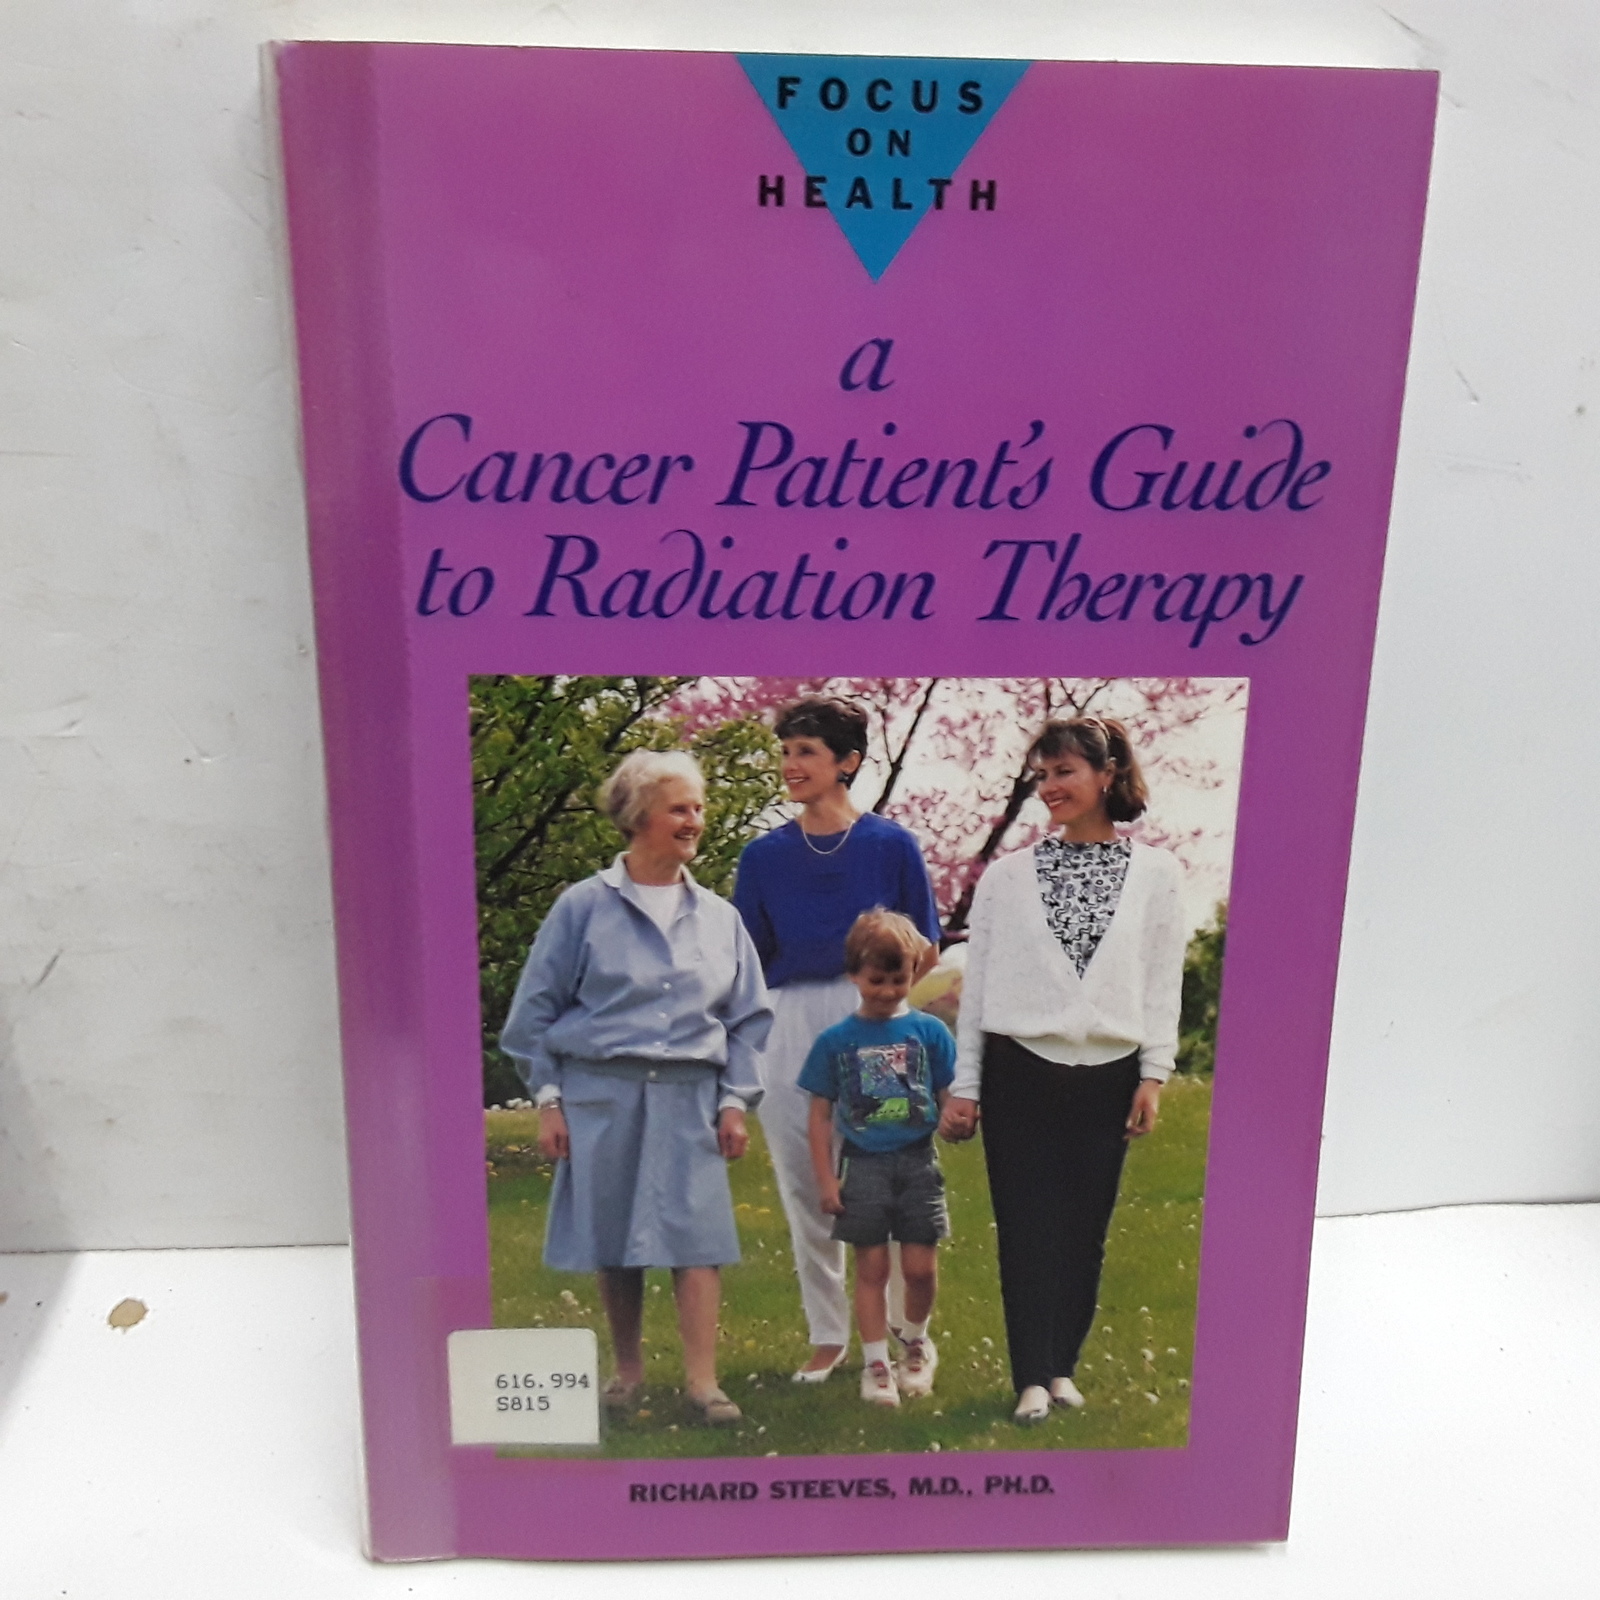 FOCUS
ON
HEALTH
a
Cancer Patient's Guide
to Radiation Therapy
616.994
S815
RICHARD STEEVES, M.D., PH.D.